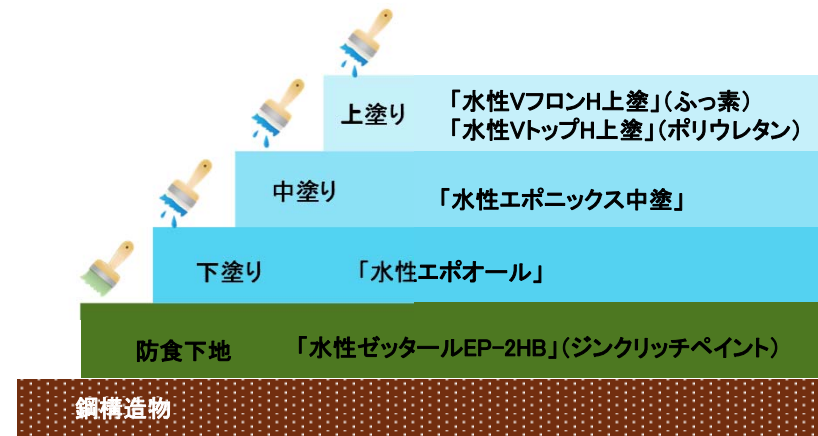 上塗り 「水性VフロンH上塗」(ふっ素)
「水性VトップH上塗」(ポリウレタン)
中塗り 「水性エポニックス中塗」
下塗り 「水性エポオール」
防食下地 「水性ゼッタールEP-2HB」(ジンクリッチペイント)
鋼構造物